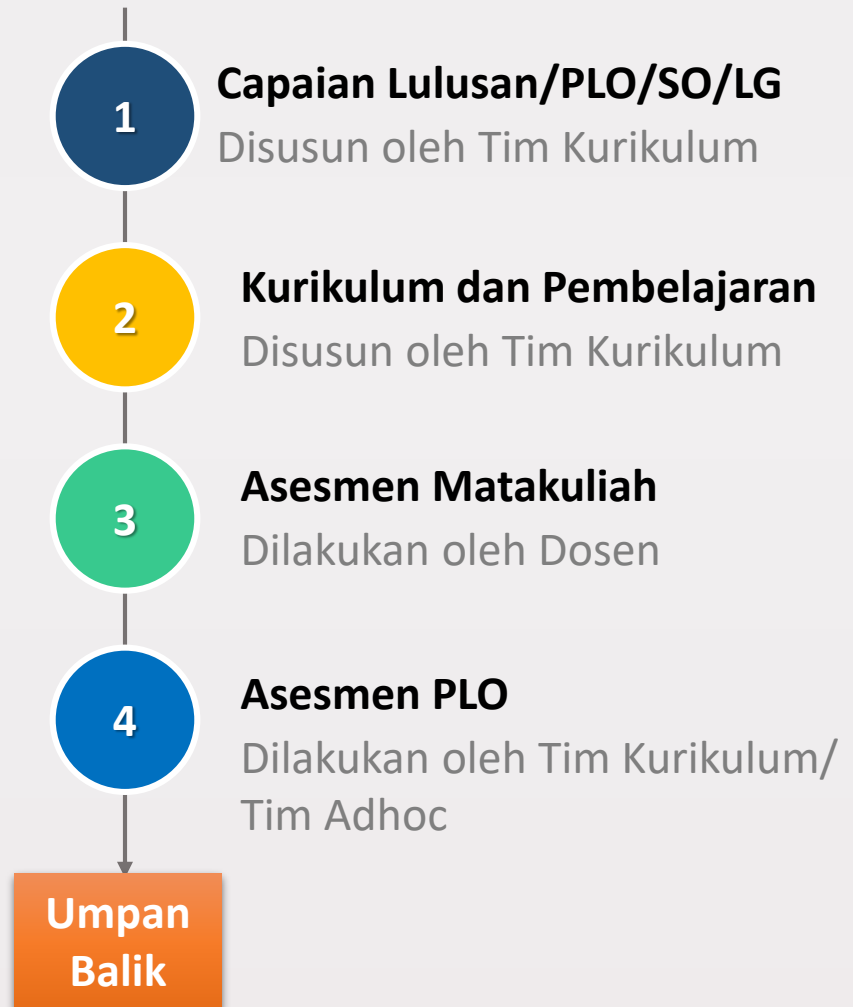 1
Capaian Lulusan/PLO/SO/LG
Disusun oleh Tim Kurikulum
2
Kurikulum dan Pembelajaran
Disusun oleh Tim Kurikulum
3
Asesmen Matakuliah
Dilakukan oleh Dosen
4
Asesmen PLO
Dilakukan oleh Tim Kurikulum/
Tim Adhoc
Umpan
Balik